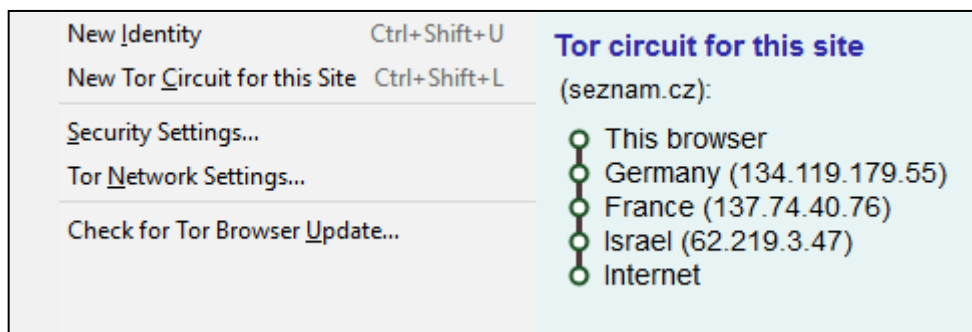 New Identity Ctrl+Shift+U
New Tor Circuit for this Site Ctrl+Shift+L
Security Settings...
Tor Network Settings...
Check for Tor Browser Update...
Tor circuit for this site
(seznam.cz):
This browser
Germany (134.119.179.55)
France (137.74.40.76)
Israel (62.219.3.47)
Internet